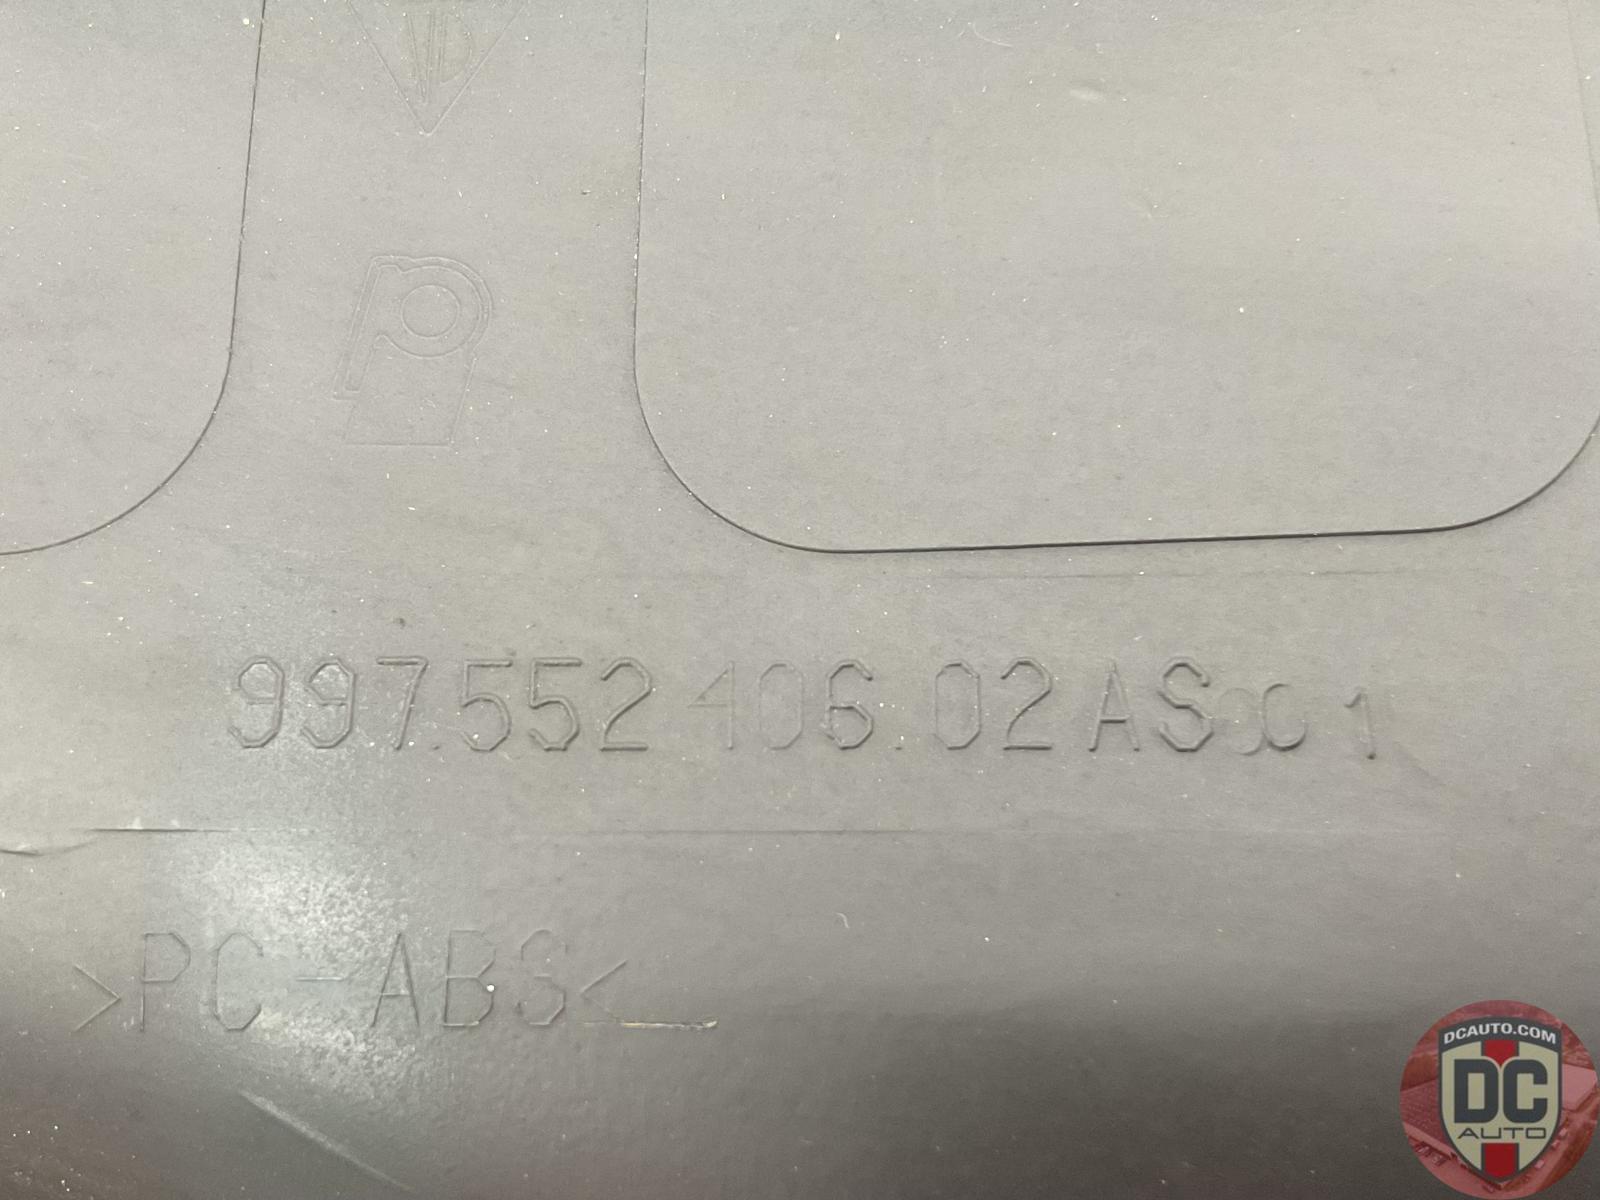 997.552.406.02 AS
>PC-ABS<
DCAUTO.COM
DC
AUTO